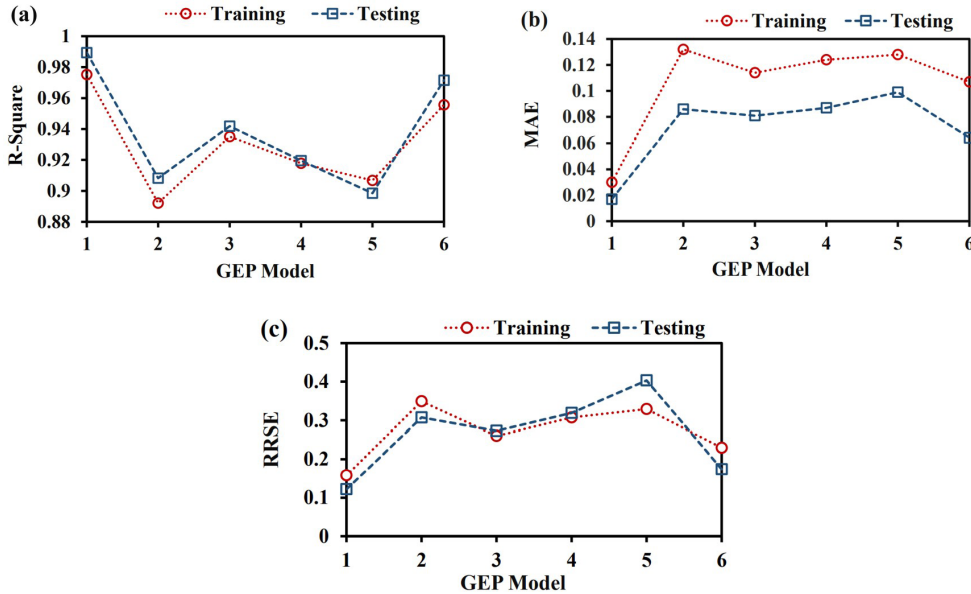 (a)
Training Testing
1
0.98
0.96
0.94
0.92
0.9
0.88
R-Square
1 2 3 4 5 6
GEP Model
(b)
Training Testing
0.14
0.12
0.1
0.08
0.06
0.04
0.02
0
MAE
1 2 3 4 5 6
GEP Model
(c)
Training Testing
0.5
0.4
0.3
0.2
0.1
0
RRSE
1 2 3 4 5 6
GEP Model